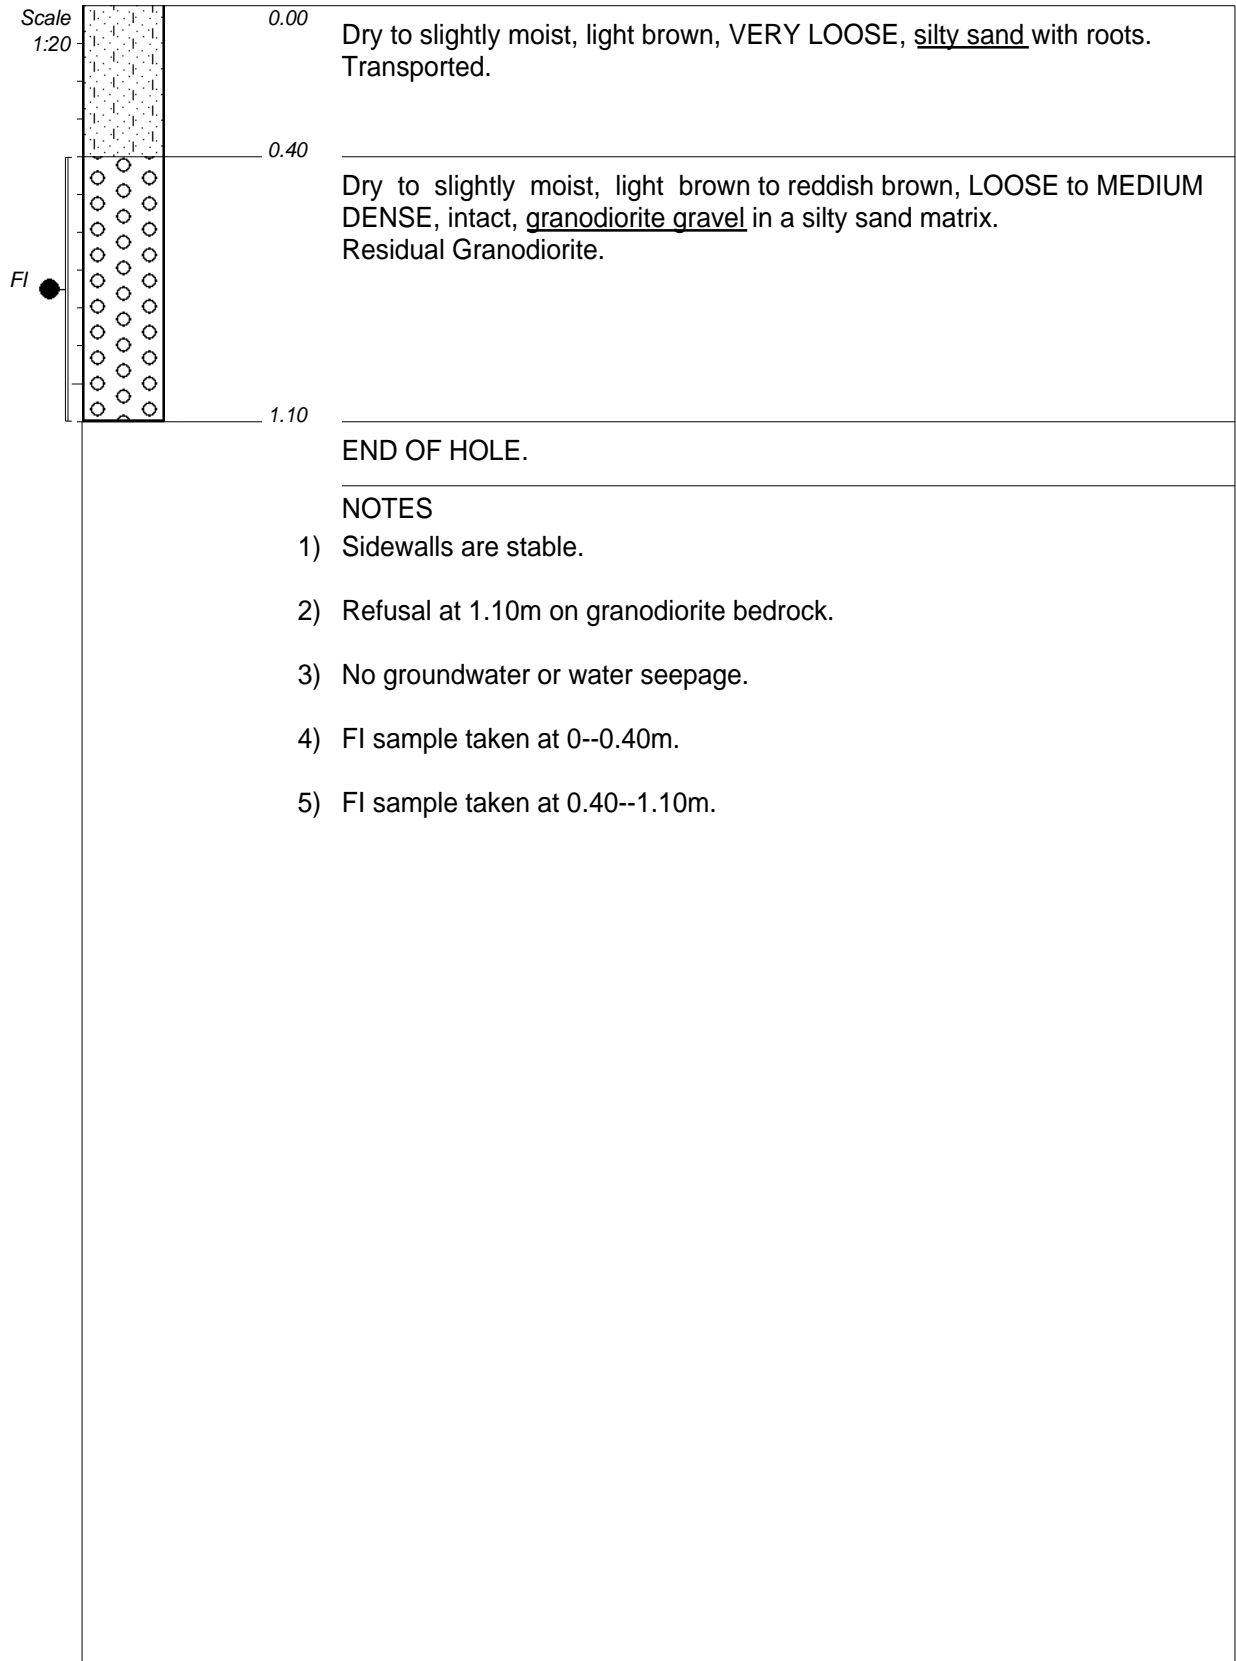 Scale
1:20
0.00
Dry to slightly moist, light brown, VERY LOOSE, silty sand with roots.
Transported.
0.40
Dry to slightly moist, light brown to reddish brown, LOOSE to MEDIUM
DENSE, intact, granodiorite gravel in a silty sand matrix.
Residual Granodiorite.
FI
1.10
END OF HOLE.
NOTES
1) Sidewalls are stable.
2) Refusal at 1.10m on granodiorite bedrock.
3) No groundwater or water seepage.
4) FI sample taken at 0--0.40m.
5) FI sample taken at 0.40--1.10m.